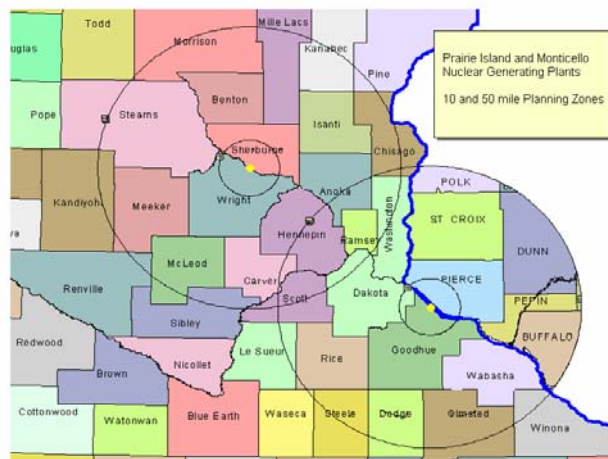 Todd
Mille Lacs
Morrison
Kanabec
Pine
Douglas
Benton
Pope
Stearns
Isanti
Chisago
Sherburne
Prairie Island and Monticello
Nuclear Generating Plants
10 and 50 mile Planning Zones
Kandiyohi
Meeker
Wright
Anoka
Washington
Hennepin
Ramsey
POLK
ST CROIX
DUNN
McLeod
Carver
Renville
Scott
Dakota
PIERCE
PEPIN
Sibley
BUFFALO
Redwood
Nicollet
Le Sueur
Rice
Goodhue
Brown
Wabasha
Cottonwood
Watonwan
Blue Earth
Waseca
Steele
Dodge
Olmsted
Winona